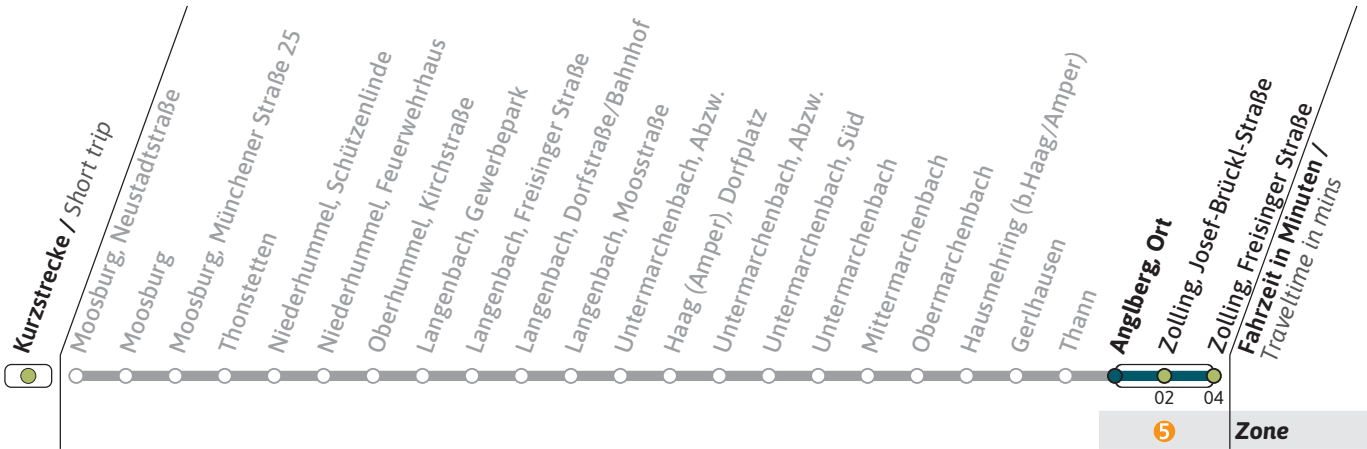 Kurzstrecke / Short trip
Moosburg, Neustadtstraße
Moosburg
Moosburg, Münchener Straße 25
Thonstetten
Niederhummel, Schützenlinde
Niederhummel, Feuerwehrhaus
Oberhummel, Kirchstraße
Langenbach, Gewerbepark
Langenbach, Freisinger Straße
Langenbach, Dorfstraße/Bahnhof
Langenbach, Moosstraße
Untermarchenbach, Abzw.
Haag (Amper), Dorfplatz
Untermarchenbach, Abzw.
Untermarchenbach, Süd
Untermarchenbach
Mittermarchenbach
Obermarchenbach
Hausmehring (b.Haag/Amper)
Gerlhausen
Thann
Anglberg, Ort
Zolling, Josef-Brückl-Straße
Zolling, Freisinger Straße
Fahrzeit in Minuten /
Traveltime in mins
02 04
5 Zone